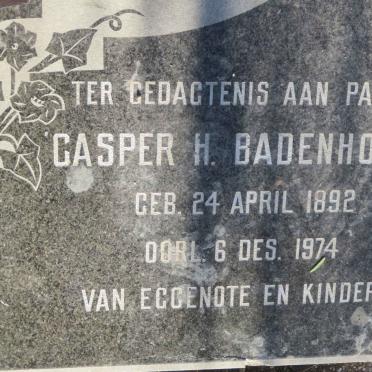 TER GEDAGTENIS AAN PA
CASPER H. BADENHO
GEB. 24 APRIL 1892
OORL. 6 DES. 1974
VAN EGGENOTE EN KINDER